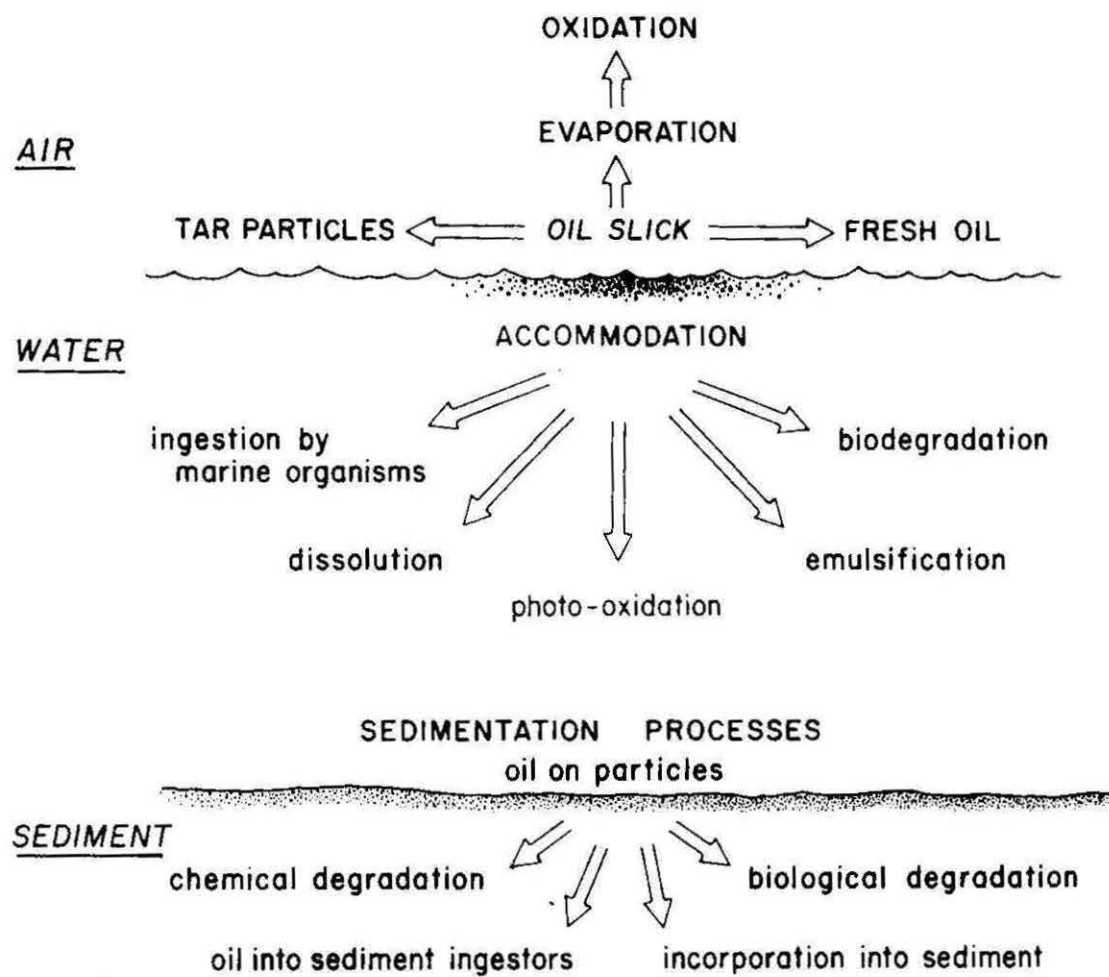 OXIDATION
EVAPORATION
AIR
TAR PARTICLES OIL SLICK FRESH OIL
ACCOMMODATION
WATER
ingestion by
marine organisms
biodegradation
dissolution
emulsification
photo-oxidation
SEDIMENTATION PROCESSES
oil on particles
SEDIMENT
chemical degradation
biological degradation
oil into sediment ingestors
incorporation into sediment